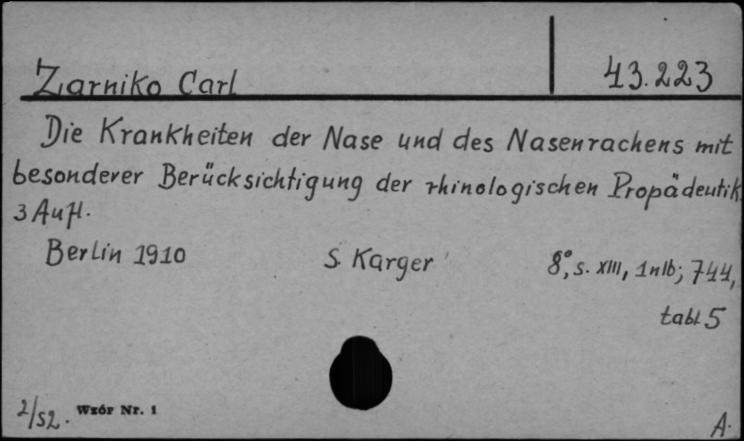 Zarniko Carl
43.223
Die Krankheiten der Nase und des Nasenrachens mit
besonderer Berücksichtigung der rhinologischen Propädeutik.
3 Aufl.
Berlin 1910 S. Karger 8°, s. XIII, 1nlb; 744,
tabl 5
2/52. Wzór Nr. 1
A.